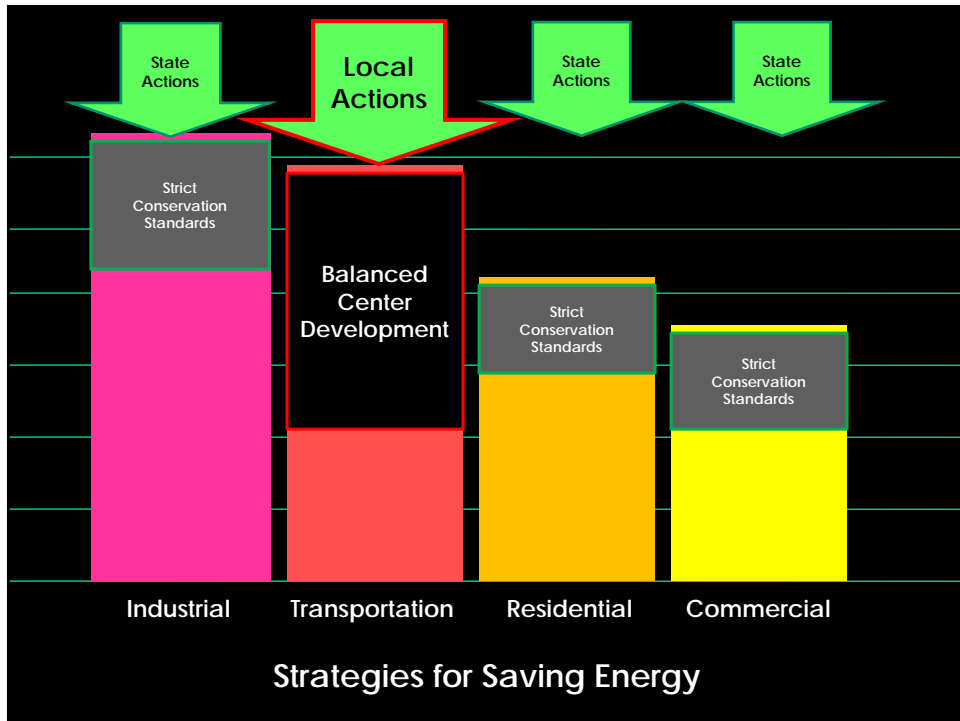 State
Actions
Local
Actions
State
Actions
State
Actions
Strict
Conservation
Standards
Balanced
Center
Development
Strict
Conservation
Standards
Strict
Conservation
Standards
Industrial
Transportation
Residential
Commercial
Strategies for Saving Energy